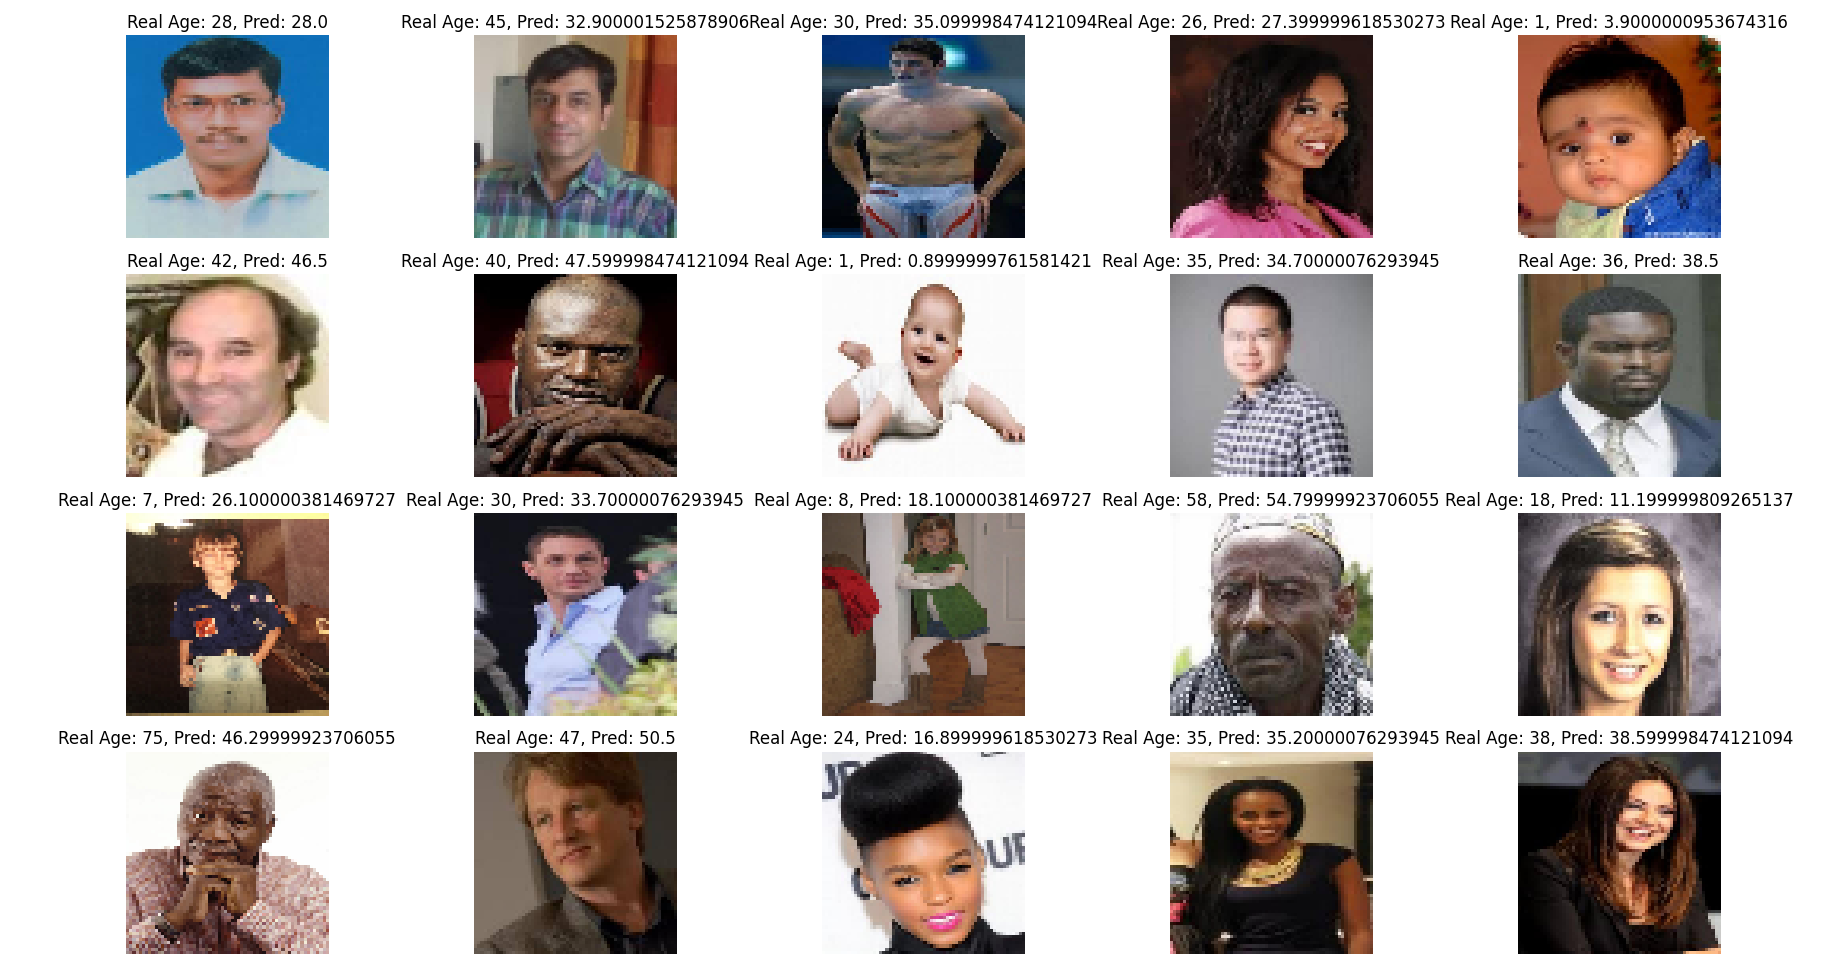 Real Age: 28, Pred: 28.0
Real Age: 45, Pred: 32.900001525878906
Real Age: 30, Pred: 35.099998474121094
Real Age: 26, Pred: 27.399999618530273
Real Age: 1, Pred: 3.9000000953674316
Real Age: 42, Pred: 46.5
Real Age: 40, Pred: 47.599998474121094
Real Age: 1, Pred: 0.8999999761581421
Real Age: 35, Pred: 34.70000076293945
Real Age: 36, Pred: 38.5
Real Age: 7, Pred: 26.100000381469727
Real Age: 30, Pred: 33.70000076293945
Real Age: 8, Pred: 18.100000381469727
Real Age: 58, Pred: 54.79999923706055
Real Age: 18, Pred: 11.199999809265137
Real Age: 75, Pred: 46.29999923706055
Real Age: 47, Pred: 50.5
Real Age: 24, Pred: 16.899999618530273
Real Age: 35, Pred: 35.20000076293945
Real Age: 38, Pred: 38.599998474121094